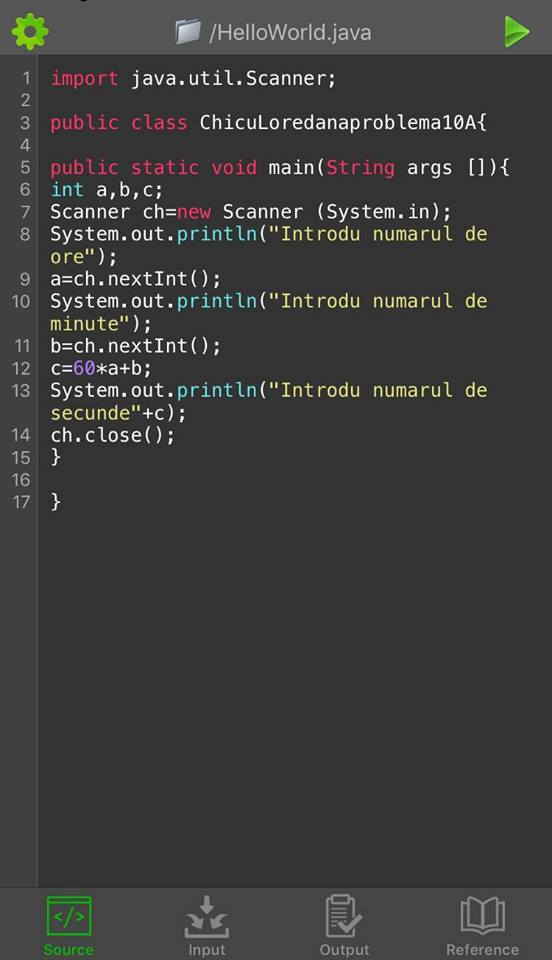 /HelloWorld.java
1 import java.util.Scanner;
2
3 public class ChicuLoredanaproblema10A{
4
5 public static void main(String args []){
6 int a,b,c;
7 Scanner ch=new Scanner (System.in);
8 System.out.println("Introdu numarul de
ore");
9 a=ch.nextInt();
10 System.out.println("Introdu numarul de
minute");
11 b=ch.nextInt();
12 c=60*a+b;
13 System.out.println("Introdu numarul de
secunde"+c);
14 ch.close();
15 }
16
17 }
</> Source Input Output Reference